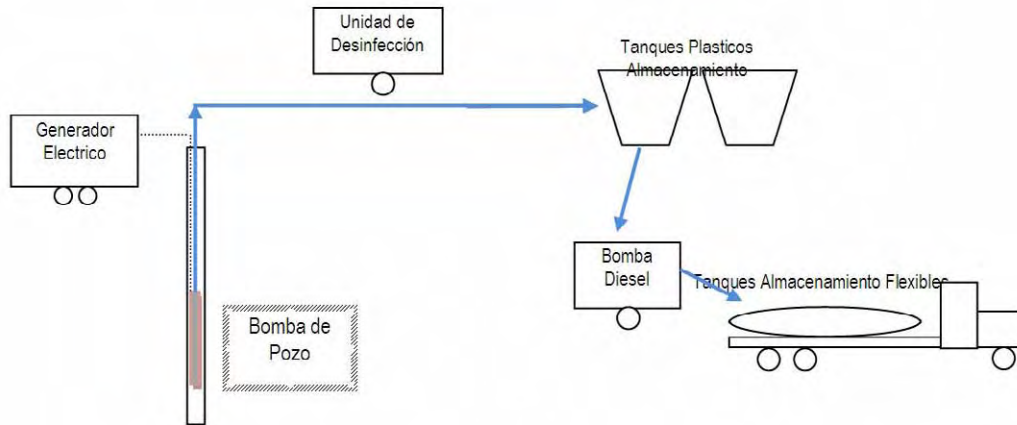 Unidad de
Desinfección
Tanques Plasticos
Almacenamiento
Generador
Electrico
Bomba
Diesel
Tanques Almacenamiento Flexibles
Bomba de
Pozo